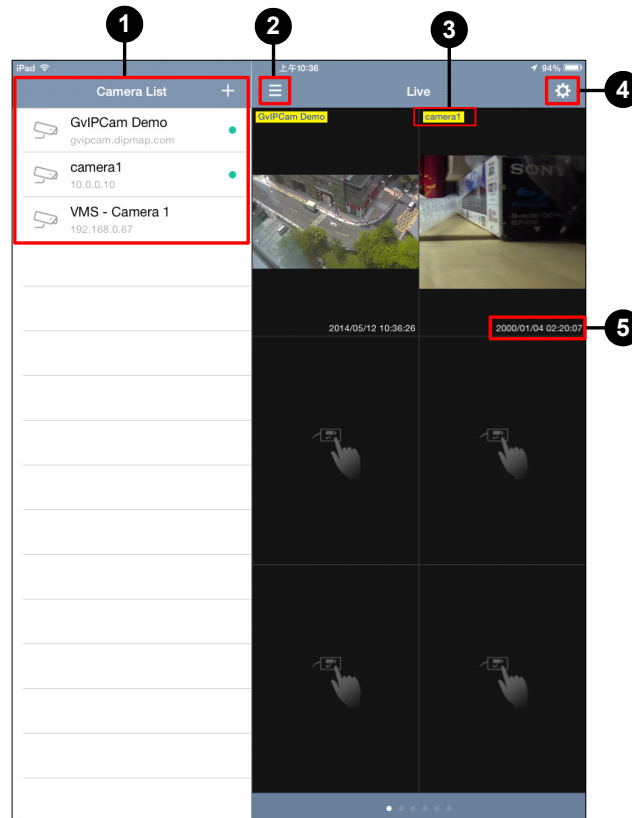 1
2
3
4
5
iPad
上午10:36
94%
Camera List
+
Live
GvIPCam Demo
gvipcam.dipmap.com
camera1
10.0.0.10
VMS - Camera 1
192.168.0.67
GvIPCam Demo
camera1
SONY
2014/05/12 10:36:26
2000/01/04 02:20:07